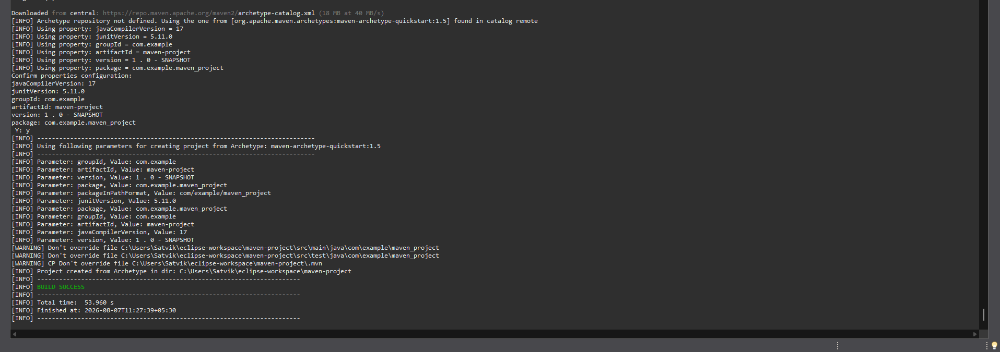 Downloaded from central: https://repo.maven.apache.org/maven2/archetype-catalog.xml (18 MB at 40 MB/s)
[INFO] Archetype repository not defined. Using the one from [org.apache.maven.archetypes:maven-archetype-quickstart:1.5] found in catalog remote
[INFO] Using property: javaCompilerVersion = 17
[INFO] Using property: junitVersion = 5.11.0
[INFO] Using property: groupId = com.example
[INFO] Using property: artifactId = maven-project
[INFO] Using property: version = 1 . 0 - SNAPSHOT
[INFO] Using property: package = com.example.maven_project
Confirm properties configuration:
javaCompilerVersion: 17
junitVersion: 5.11.0
groupId: com.example
artifactId: maven-project
version: 1 . 0 - SNAPSHOT
package: com.example.maven_project
 Y: y
[INFO] ----------------------------------------------------------------------------
[INFO] Using following parameters for creating project from Archetype: maven-archetype-quickstart:1.5
[INFO] ----------------------------------------------------------------------------
[INFO] Parameter: groupId, Value: com.example
[INFO] Parameter: artifactId, Value: maven-project
[INFO] Parameter: version, Value: 1 . 0 - SNAPSHOT
[INFO] Parameter: package, Value: com.example.maven_project
[INFO] Parameter: packageInPathFormat, Value: com/example/maven_project
[INFO] Parameter: junitVersion, Value: 5.11.0
[INFO] Parameter: package, Value: com.example.maven_project
[INFO] Parameter: groupId, Value: com.example
[INFO] Parameter: artifactId, Value: maven-project
[INFO] Parameter: javaCompilerVersion, Value: 17
[INFO] Parameter: version, Value: 1 . 0 - SNAPSHOT
[WARNING] Don't override file C:\Users\Satvik\eclipse-workspace\maven-project\src\main\java\com\example\maven_project
[WARNING] Don't override file C:\Users\Satvik\eclipse-workspace\maven-project\src\test\java\com\example\maven_project
[WARNING] CP Don't override file C:\Users\Satvik\eclipse-workspace\maven-project\.mvn
[INFO] Project created from Archetype in dir: C:\Users\Satvik\eclipse-workspace\maven-project
[INFO] ------------------------------------------------------------------------
[INFO] BUILD SUCCESS
[INFO] ------------------------------------------------------------------------
[INFO] Total time:  53.960 s
[INFO] Finished at: 2026-08-07T11:27:39+05:30
[INFO] ------------------------------------------------------------------------